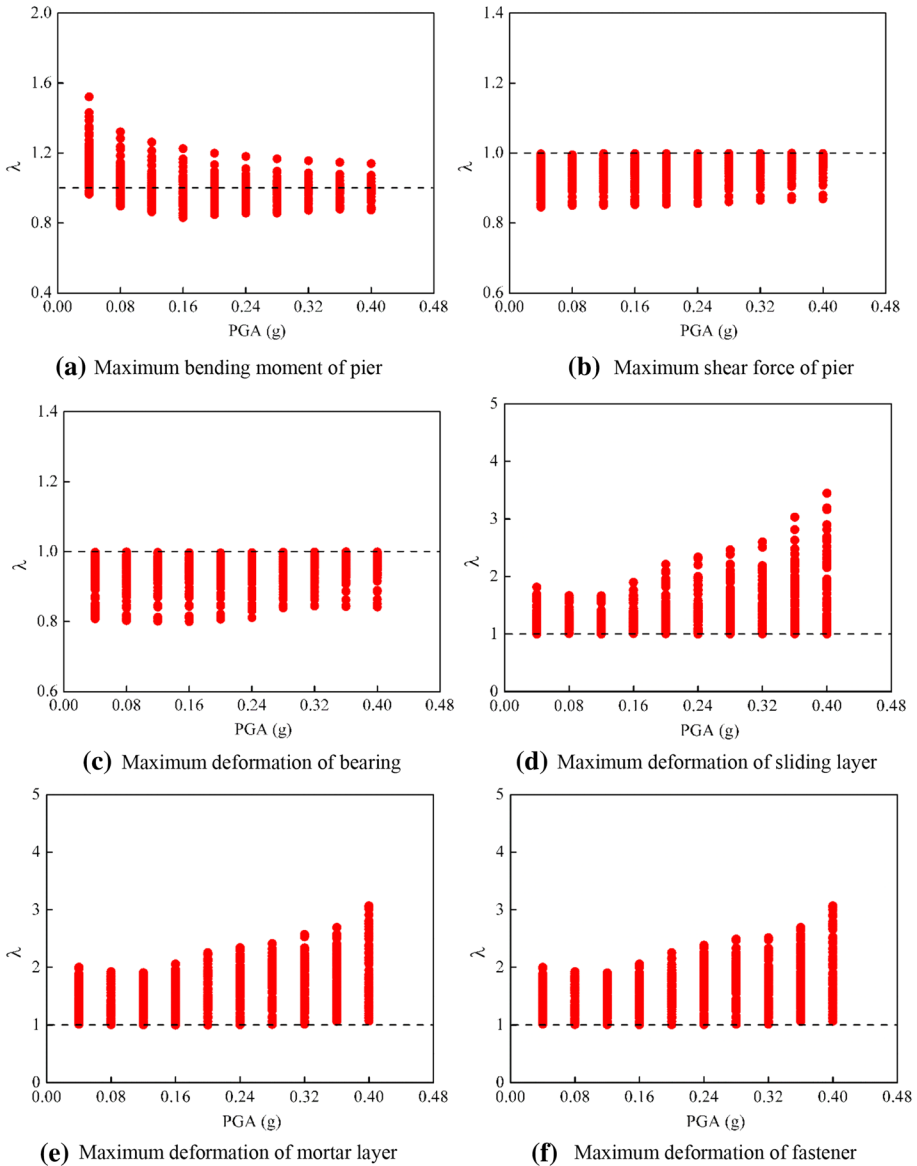 2.0
1.6
1.2
0.8
0.4
λ
0.00 0.08 0.16 0.24 0.32 0.40 0.48
PGA (g)
(a) Maximum bending moment of pier
1.4
1.2
1.0
0.8
0.6
λ
0.00 0.08 0.16 0.24 0.32 0.40 0.48
PGA (g)
(b) Maximum shear force of pier
1.4
1.2
1.0
0.8
0.6
λ
0.00 0.08 0.16 0.24 0.32 0.40 0.48
PGA (g)
(c) Maximum deformation of bearing
5
4
3
2
1
0
λ
0.00 0.08 0.16 0.24 0.32 0.40 0.48
PGA (g)
(d) Maximum deformation of sliding layer
5
4
3
2
1
0
λ
0.00 0.08 0.16 0.24 0.32 0.40 0.48
PGA (g)
(e) Maximum deformation of mortar layer
5
4
3
2
1
0
λ
0.00 0.08 0.16 0.24 0.32 0.40 0.48
PGA (g)
(f) Maximum deformation of fastener